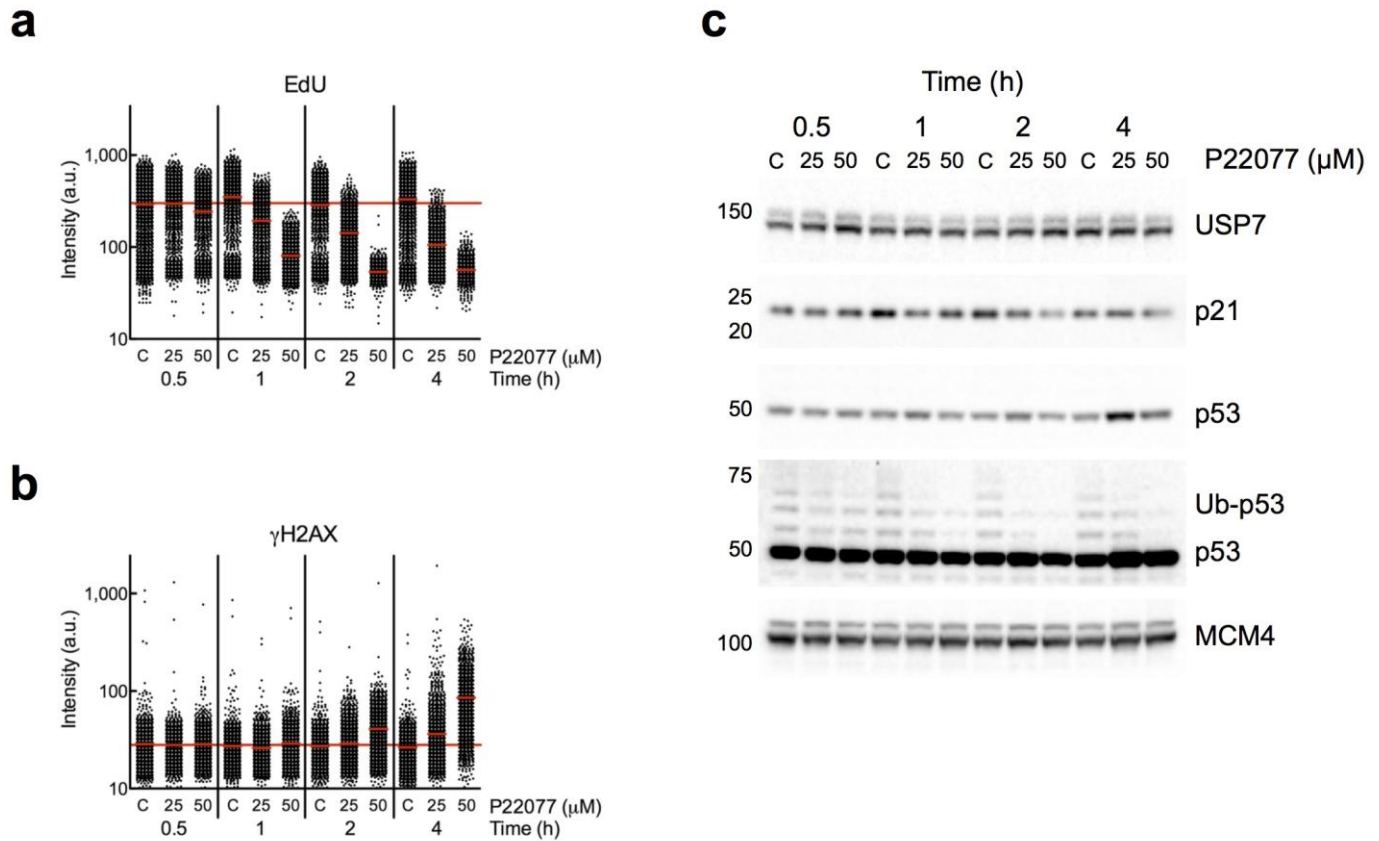 a
EdU
Intensity (a.u.)
1,000
100
10
C 25 50 C 25 50 C 25 50 C 25 50 P22077 (μM)
0.5 1 2 4 Time (h)
b
γH2AX
Intensity (a.u.)
1,000
100
10
C 25 50 C 25 50 C 25 50 C 25 50 P22077 (μM)
0.5 1 2 4 Time (h)
c
Time (h)
0.5 1 2 4
C 25 50 C 25 50 C 25 50 C 25 50 P22077 (μM)
150 USP7
25
20 p21
50 p53
75
Ub-p53
50 p53
100 MCM4